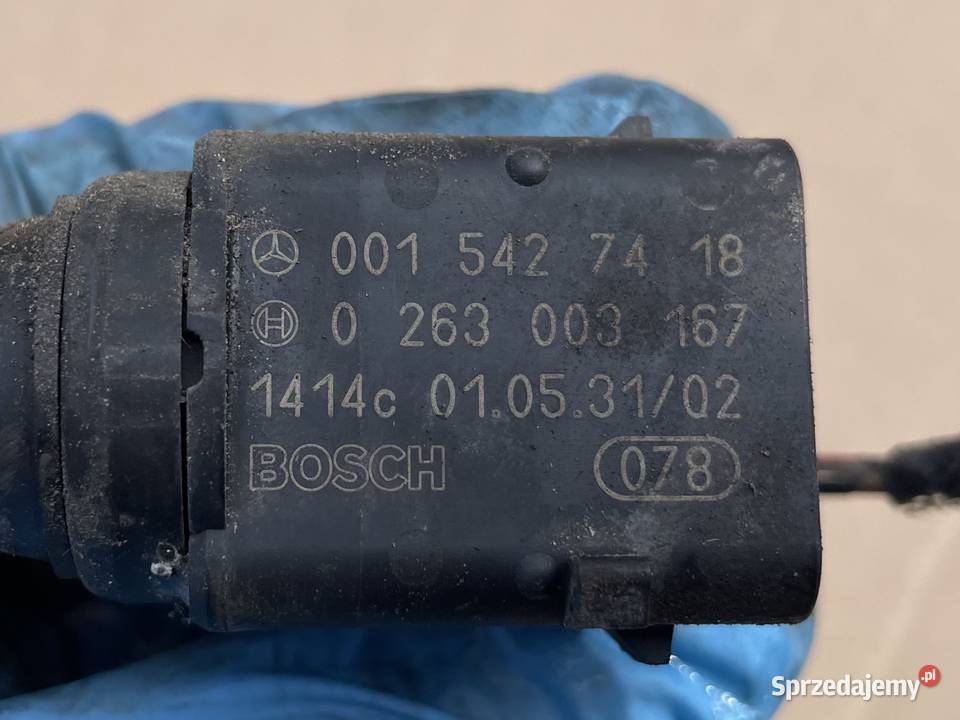 001 542 74 18
0 263 003 167
1414c 01.05.31/02
BOSCH 078
Sprzedajemy.pl